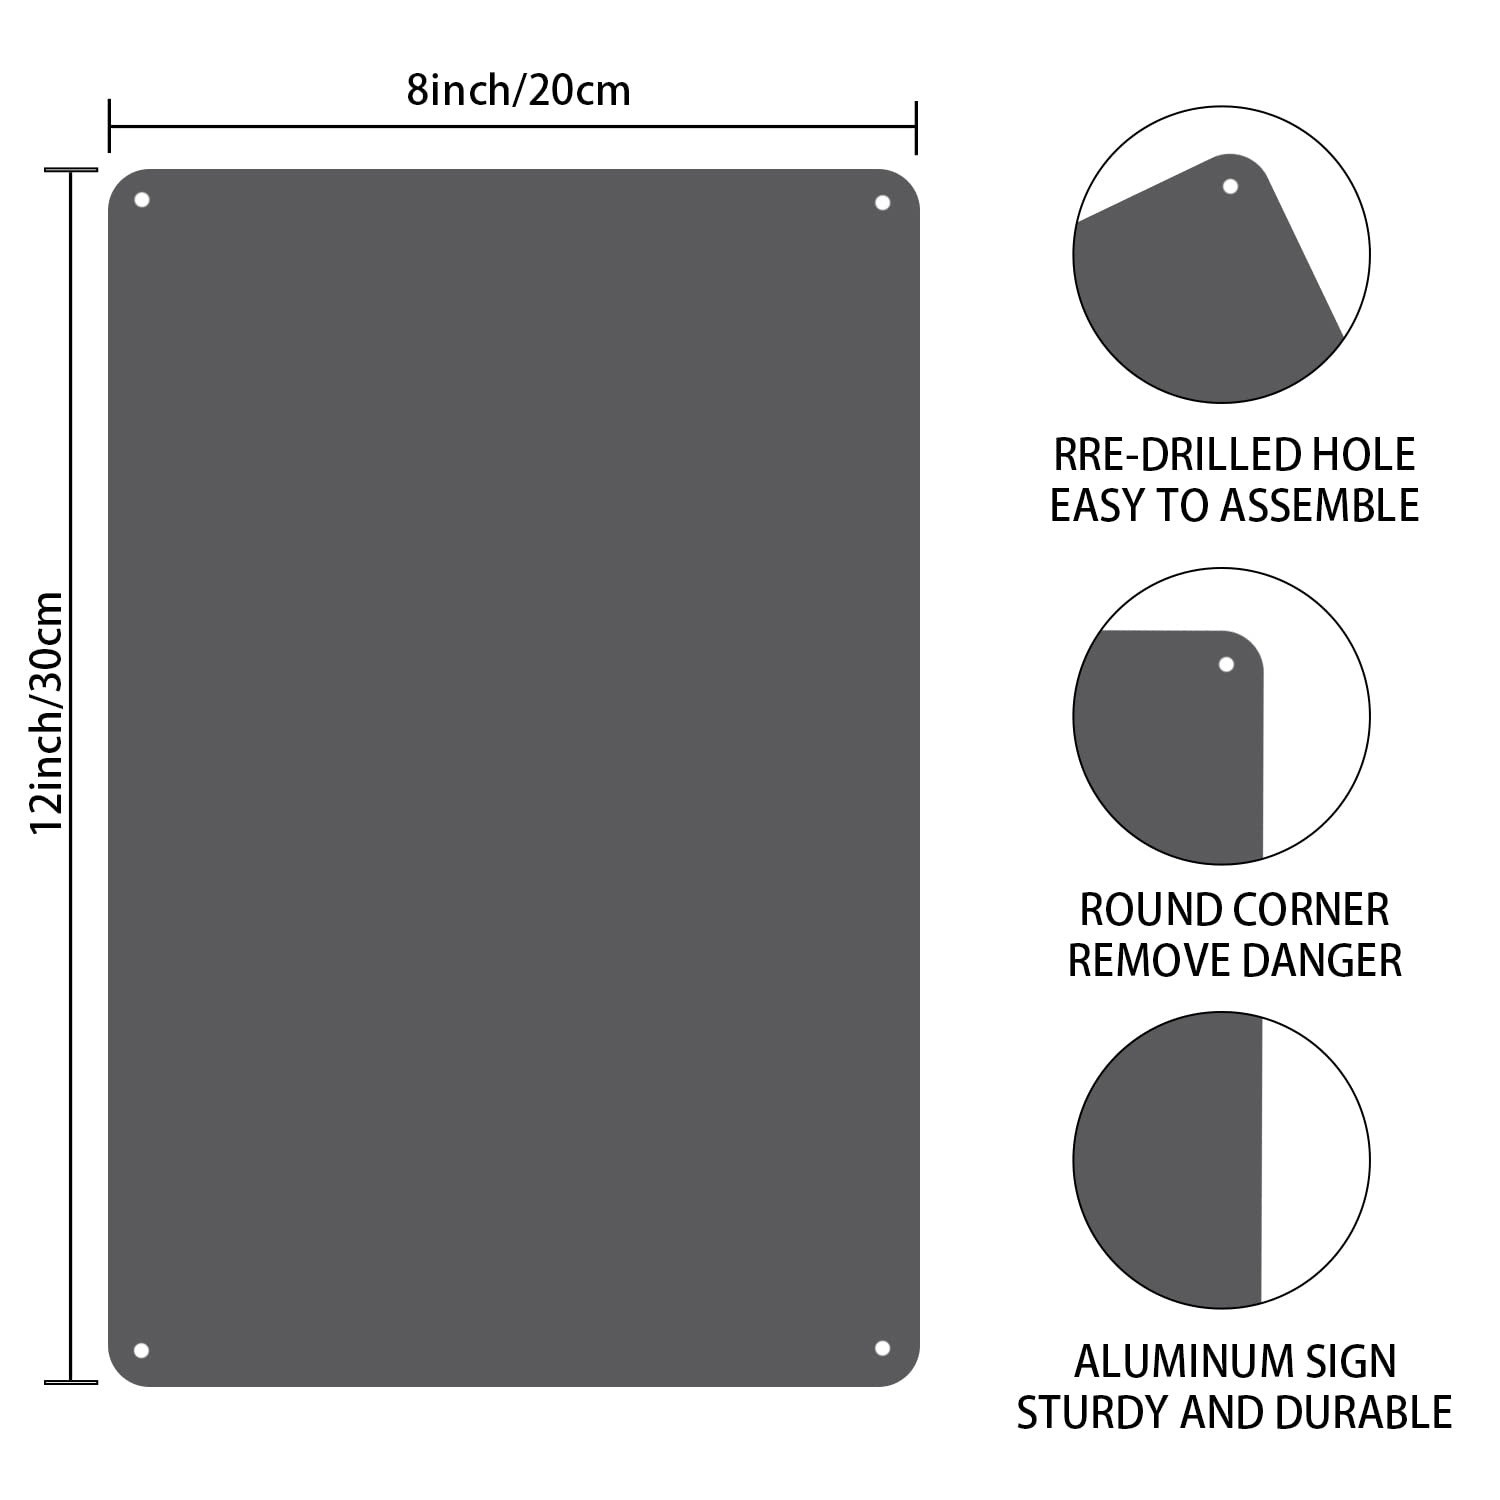 8inch/20cm
12inch/30cm
RRE-DRILLED HOLE
EASY TO ASSEMBLE
ROUND CORNER
REMOVE DANGER
ALUMINUM SIGN
STURDY AND DURABLE